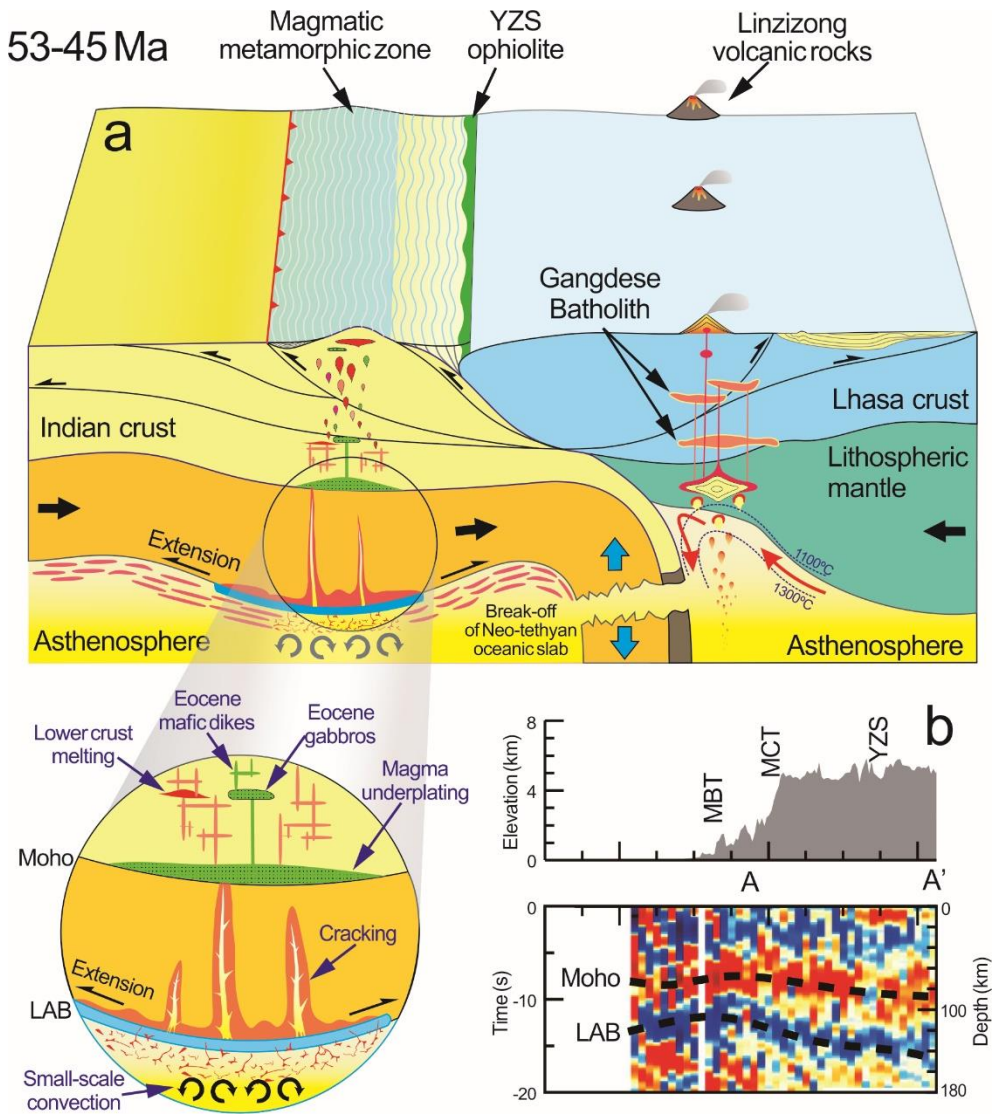 53-45 Ma
Magmatic
metamorphic zone
YZS
ophiolite
Linzizong
volcanic rocks
a
Gangdese
Batholith
Indian crust
Lhasa crust
Lithospheric
mantle
Extension
1100ºC
1300ºC
Asthenosphere
Break-off
of Neo-tethyan
oceanic slab
Asthenosphere
Eocene
mafic dikes
Eocene
gabbros
Lower crust
melting
Magma
underplating
Moho
Cracking
Extension
LAB
Small-scale
convection
b
Elevation (km)
8
4
0
MBT
MCT
YZS
A
A'
Time (s)
0
-10
-20
Moho
LAB
0
100
180
Depth (km)